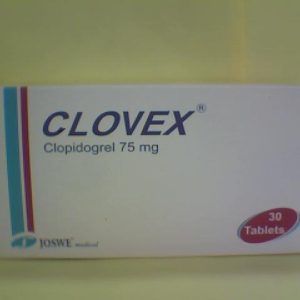 CLOVEX®
Clopidogrel 75 mg
30
Tablets
JOSWE medical